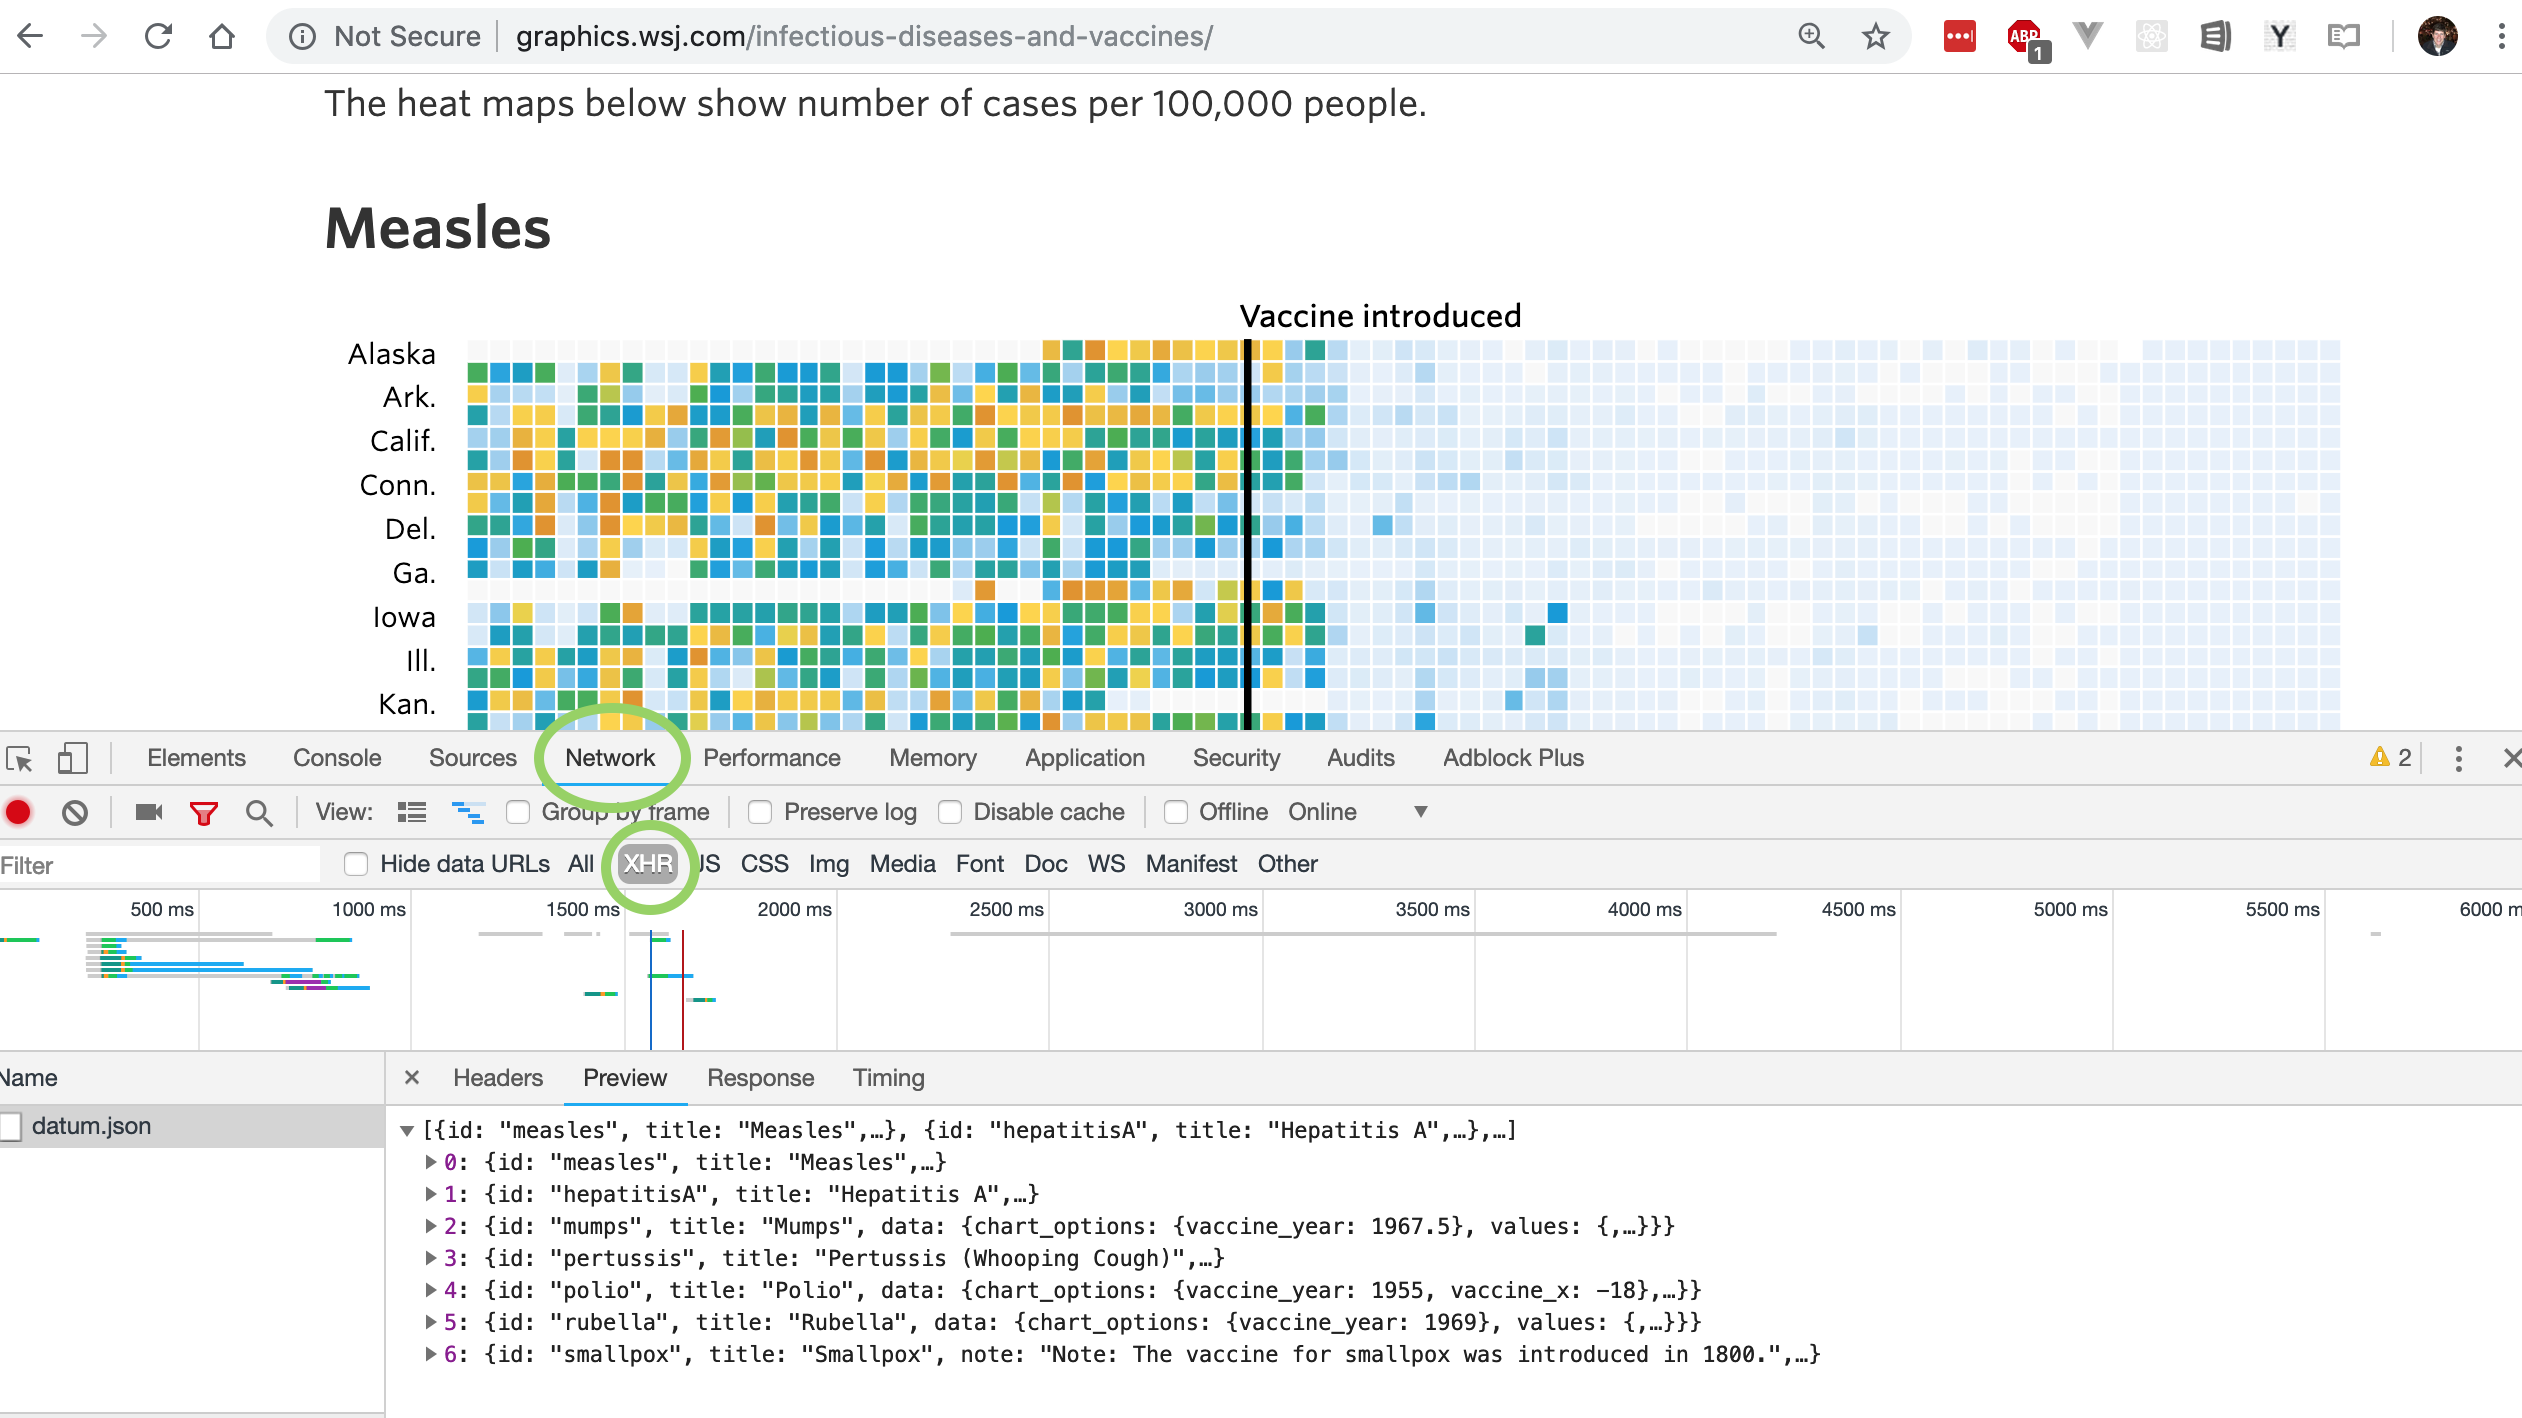 Not Secure graphics.wsj.com/infectious-diseases-and-vaccines/
ABP
1
Y
The heat maps below show number of cases per 100,000 people.
Measles
Vaccine introduced
Alaska
Ark.
Calif.
Conn.
Del.
Ga.
Iowa
Ill.
Kan.
Elements Console Sources Network Performance Memory Application Security Audits Adblock Plus 2
View: Group by frame Preserve log Disable cache Offline Online
Filter Hide data URLs All XHR JS CSS Img Media Font Doc WS Manifest Other
500 ms 1000 ms 1500 ms 2000 ms 2500 ms 3000 ms 3500 ms 4000 ms 4500 ms 5000 ms 5500 ms 6000 m
Name Headers Preview Response Timing
datum.json
[{id: "measles", title: "Measles",…}, {id: "hepatitisA", title: "Hepatitis A",…},…]
0: {id: "measles", title: "Measles",…}
1: {id: "hepatitisA", title: "Hepatitis A",…}
2: {id: "mumps", title: "Mumps", data: {chart_options: {vaccine_year: 1967.5}, values: {,…}}}
3: {id: "pertussis", title: "Pertussis (Whooping Cough)",…}
4: {id: "polio", title: "Polio", data: {chart_options: {vaccine_year: 1955, vaccine_x: -18},…}}
5: {id: "rubella", title: "Rubella", data: {chart_options: {vaccine_year: 1969}, values: {,…}}}
6: {id: "smallpox", title: "Smallpox", note: "Note: The vaccine for smallpox was introduced in 1800.",…}